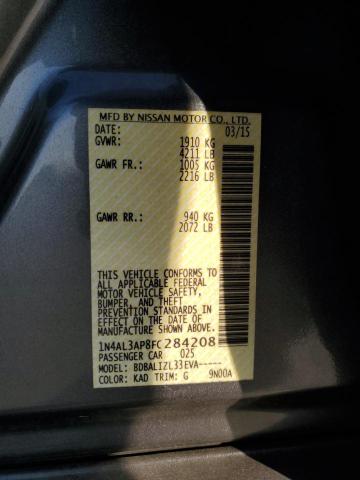 MFD BY NISSAN MOTOR CO., LTD.
DATE: 03/15
GVWR: 1910 KG
4211 LB
GAWR FR.: 1005 KG
2216 LB
GAWR RR.: 940 KG
2072 LB
THIS VEHICLE CONFORMS TO
ALL APPLICABLE FEDERAL
MOTOR VEHICLE SAFETY,
BUMPER, AND THEFT
PREVENTION STANDARDS IN
EFFECT ON THE DATE OF
MANUFACTURE SHOWN ABOVE.
1N4AL3AP8FC284208
PASSENGER CAR 025
MODEL: BDBALIZL33EVA-----
COLOR: KAD TRIM: G 9N00A